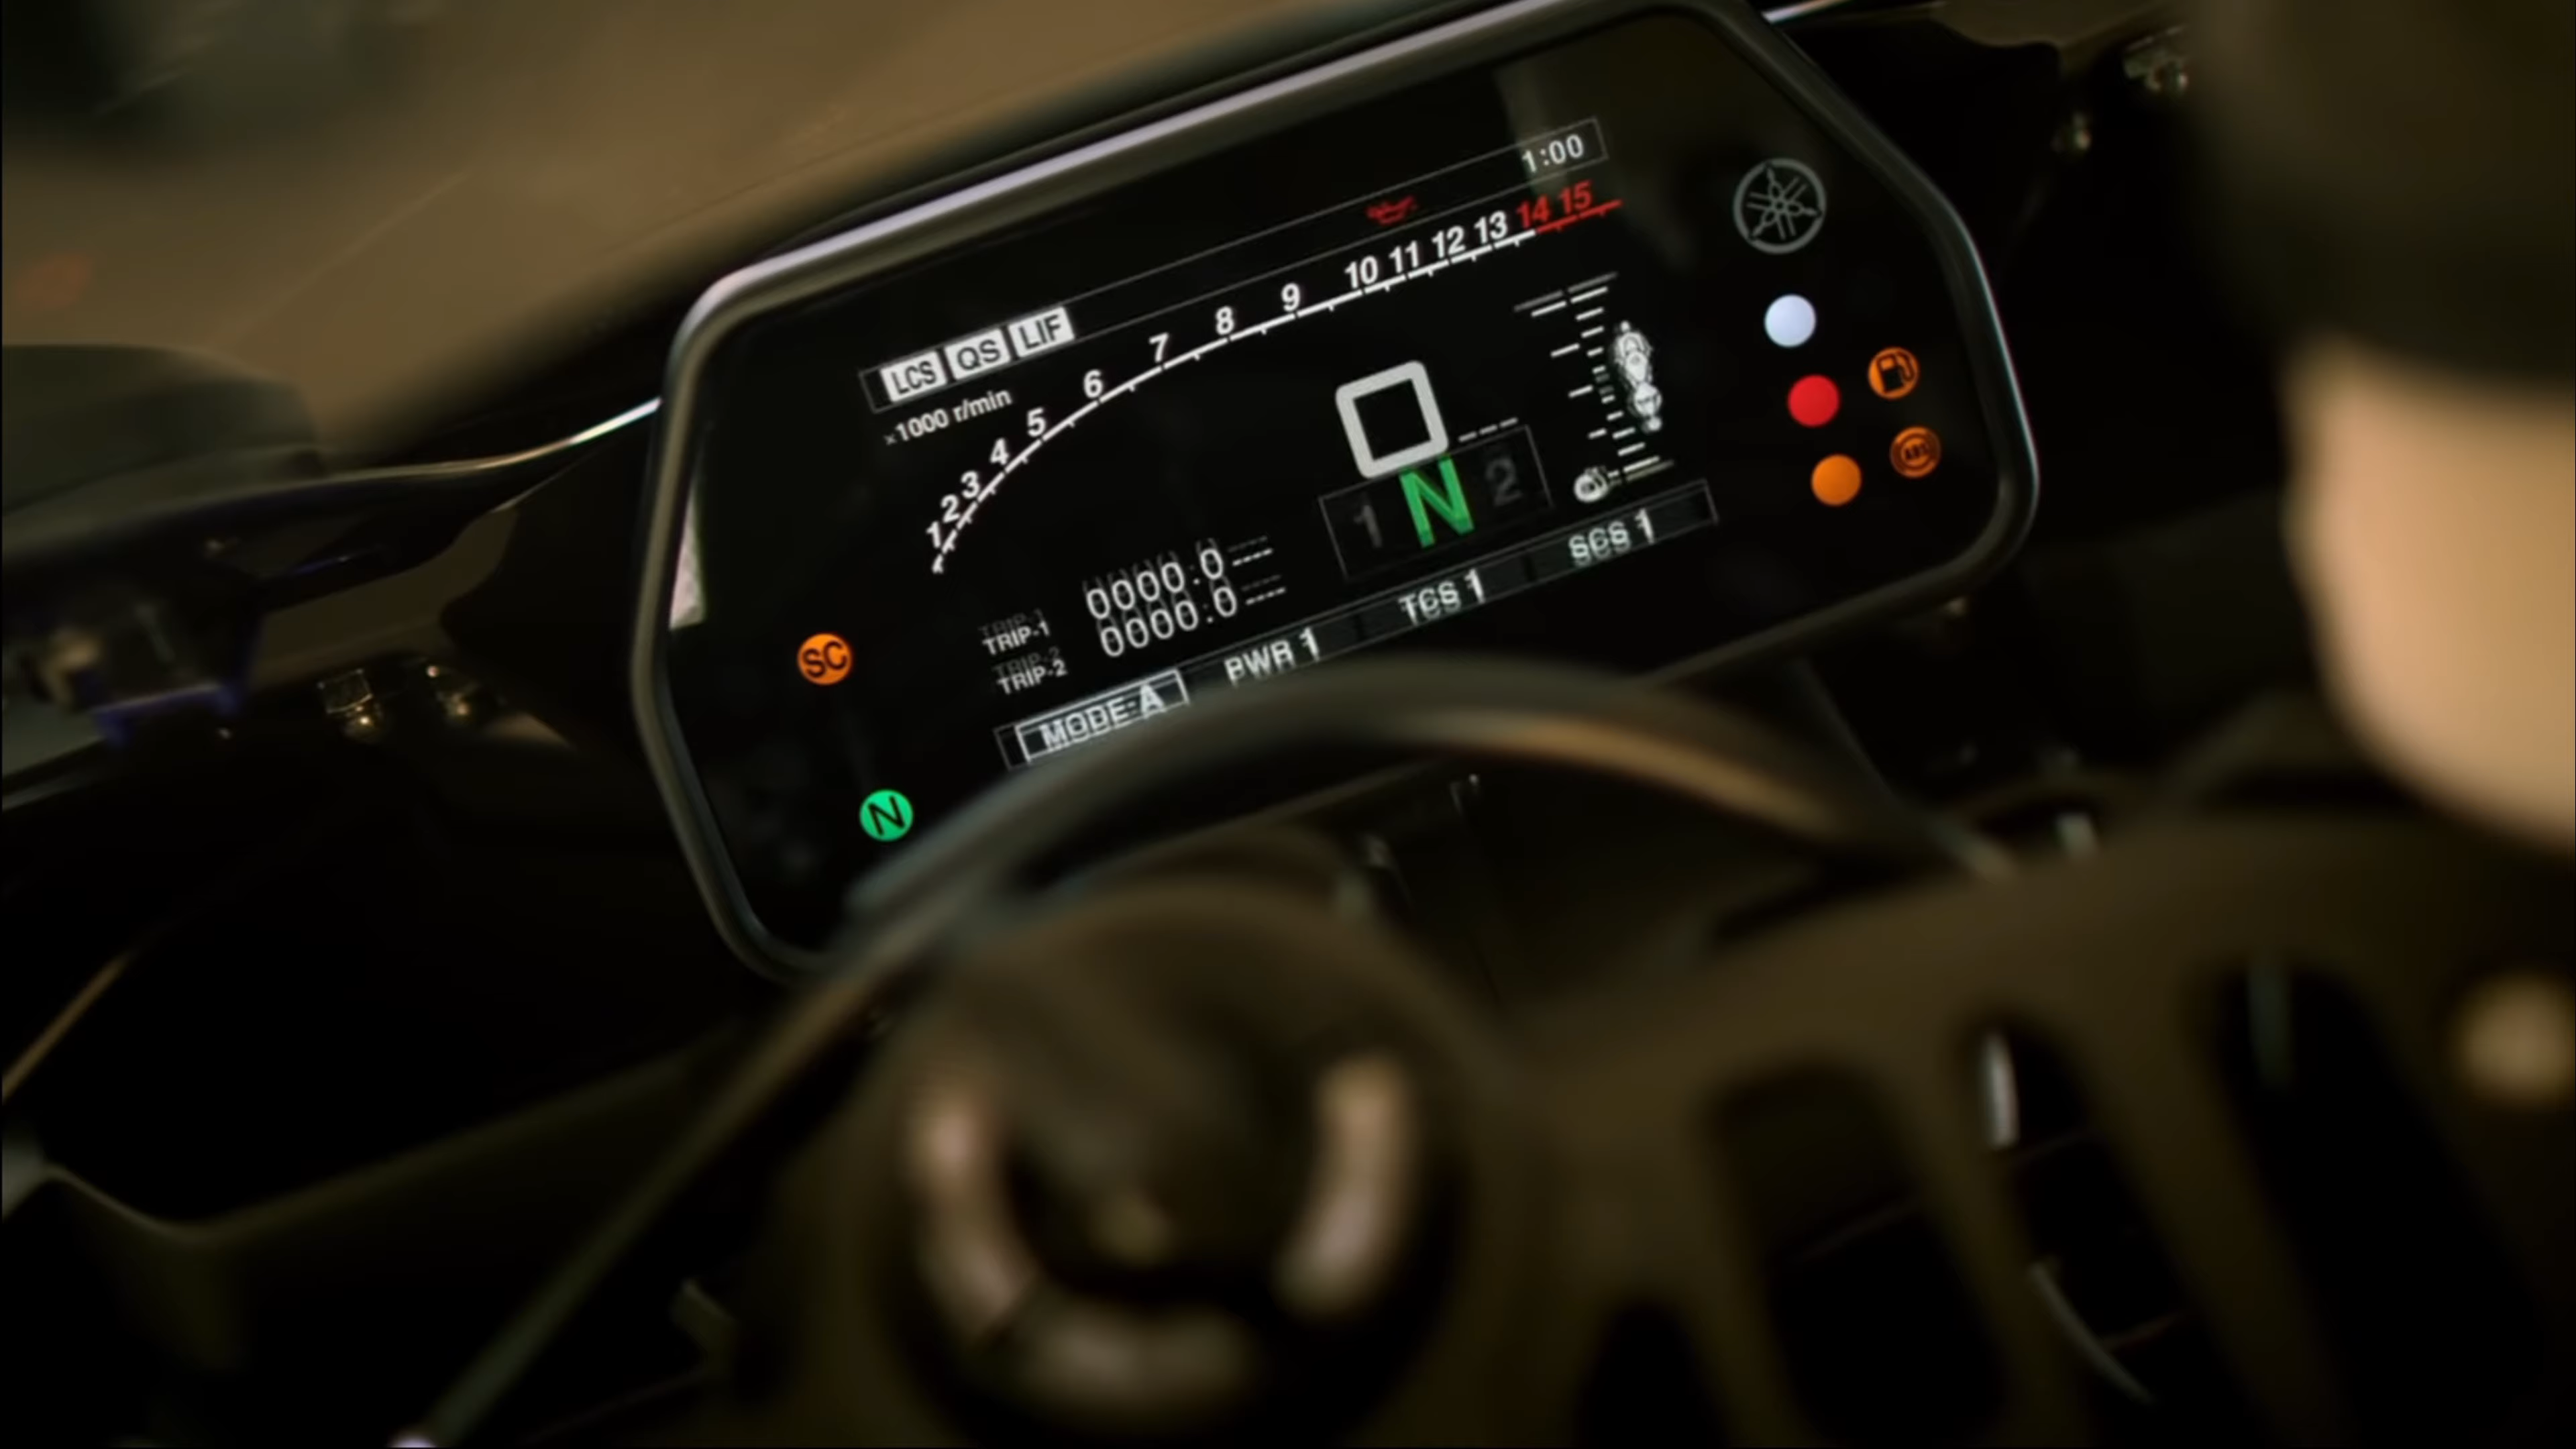 1:00
LCS QS LIF
×1000 r/min
1 2 3 4 5 6 7 8 9 10 11 12 13 14 15
0 ---
1 N 2
TRIP-1 0000.0 ----
TRIP-2 0000.0 ----
MODE-A PWR 1 TCS 1 SCS 1
SC
N
ABS